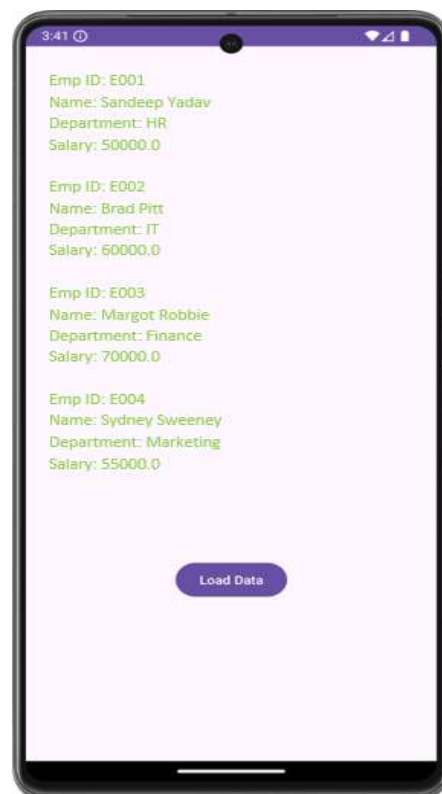 3:41
Emp ID: E001
Name: Sandeep Yadav
Department: HR
Salary: 50000.0
Emp ID: E002
Name: Brad Pitt
Department: IT
Salary: 60000.0
Emp ID: E003
Name: Margot Robbie
Department: Finance
Salary: 70000.0
Emp ID: E004
Name: Sydney Sweeney
Department: Marketing
Salary: 55000.0
Load Data